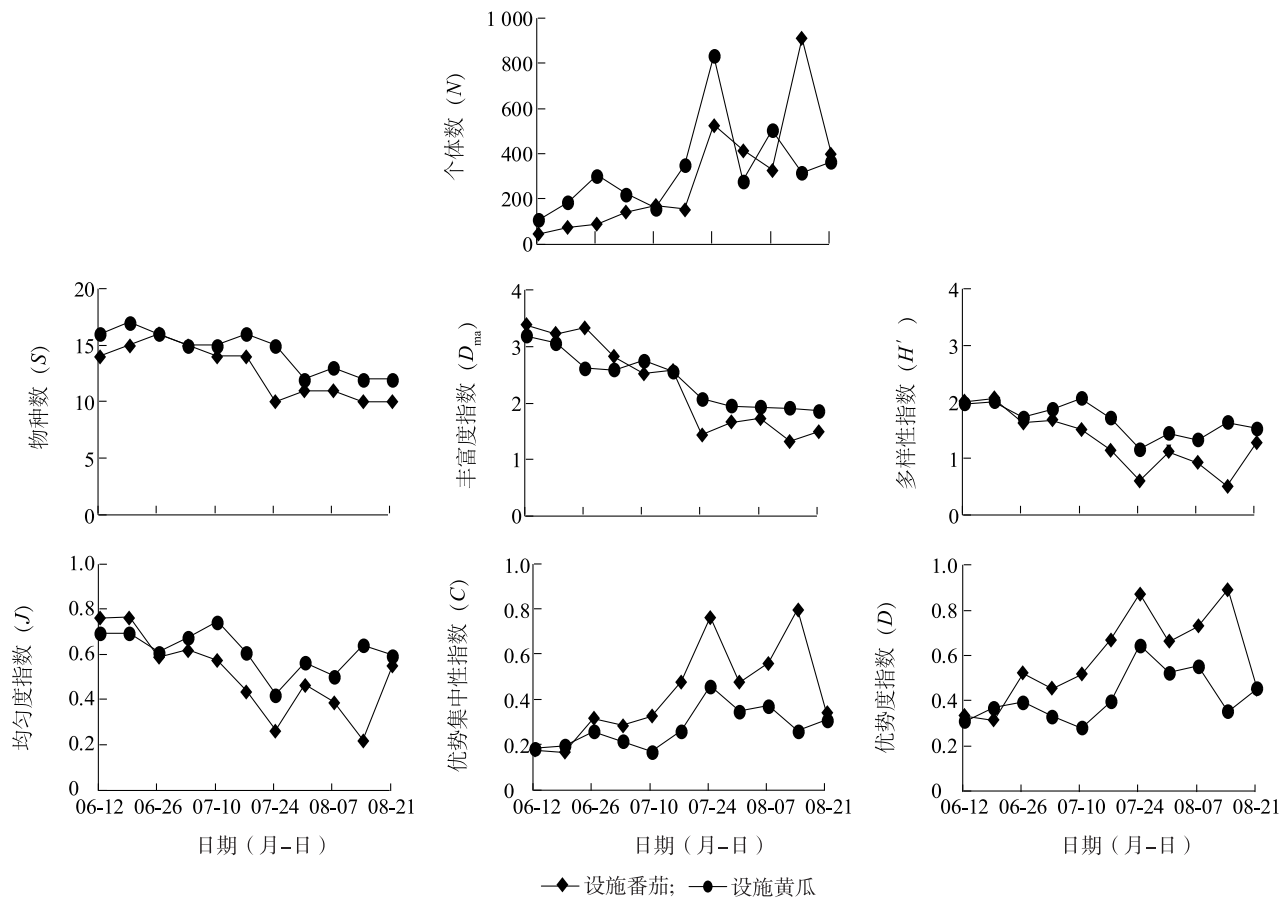 个体数 (N)
1 000
800
600
400
200
0
物种数 (S)
20
15
10
5
0
丰富度指数 (Dma)
4
3
2
1
0
多样性指数 (H′)
4
3
2
1
0
均匀度指数 (J)
1.0
0.8
0.6
0.4
0.2
0
06-12 06-26 07-10 07-24 08-07 08-21
日期（月–日）
优势集中性指数 (C)
1.0
0.8
0.6
0.4
0.2
0
06-12 06-26 07-10 07-24 08-07 08-21
日期（月–日）
优势度指数 (D)
1.0
0.8
0.6
0.4
0.2
0
06-12 06-26 07-10 07-24 08-07 08-21
日期（月–日）
设施番茄; 设施黄瓜